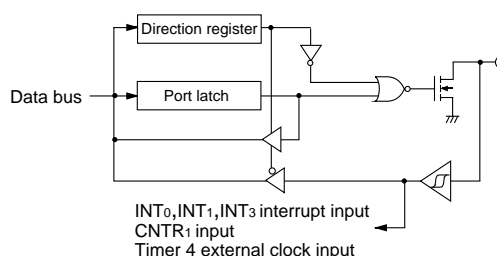 Direction register
Data bus
Port latch
INT0,INT1,INT3 interrupt input
CNTR1 input
Timer 4 external clock input